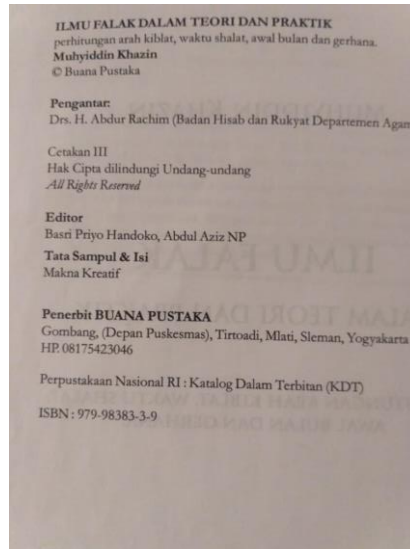 ILMU FALAK DALAM TEORI DAN PRAKTIK
perhitungan arah kiblat, waktu shalat, awal bulan dan gerhana.
Muhyiddin Khazin
© Buana Pustaka
Pengantar:
Drs. H. Abdur Rachim (Badan Hisab dan Rukyat Departemen Agam
Cetakan III
Hak Cipta dilindungi Undang-undang
All Rights Reserved
Editor
Basri Priyo Handoko, Abdul Aziz NP
Tata Sampul & Isi
Makna Kreatif
Penerbit BUANA PUSTAKA
Gombang, (Depan Puskesmas), Tirtoadi, Mlati, Sleman, Yogyakarta
HP. 08175423046
Perpustakaan Nasional RI : Katalog Dalam Terbitan (KDT)
ISBN : 979-98383-3-9